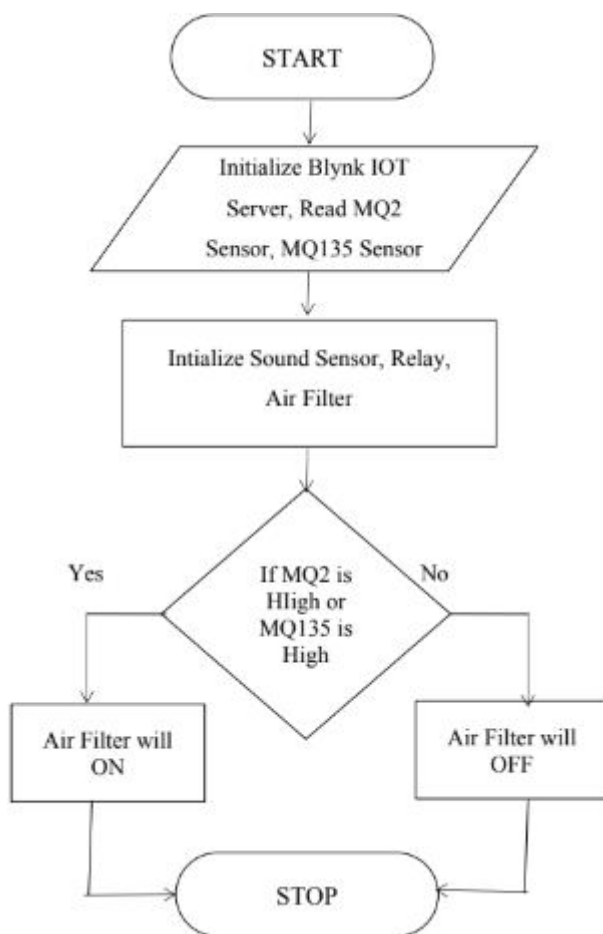 START
Initialize Blynk IOT
Server, Read MQ2
Sensor, MQ135 Sensor
Intialize Sound Sensor, Relay,
Air Filter
Yes
If MQ2 is
HIigh or
MQ135 is
High
No
Air Filter will
ON
Air Filter will
OFF
STOP